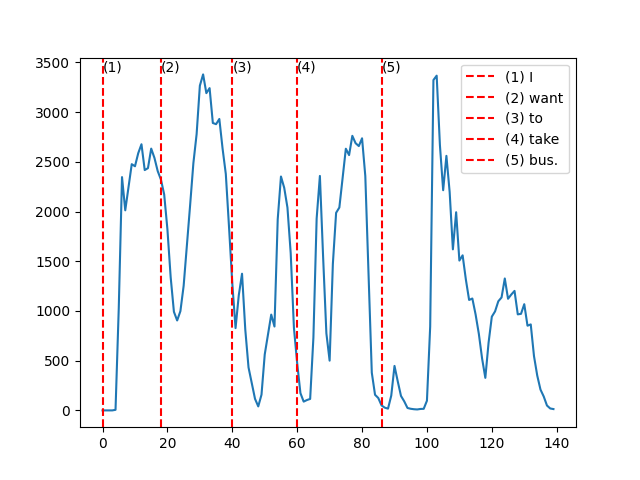 (1) (2) (3) (4) (5)
3500
3000
2500
2000
1500
1000
500
0
0 20 40 60 80 100 120 140
(1) I
(2) want
(3) to
(4) take
(5) bus.